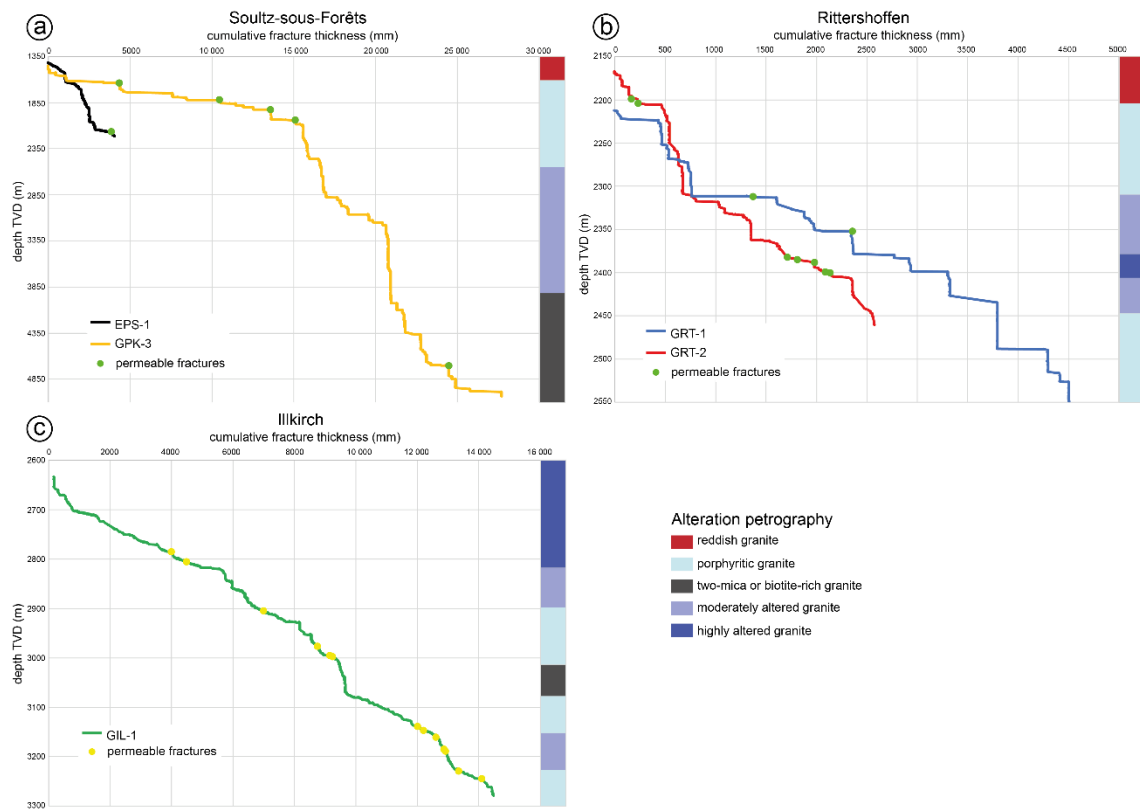 a
Soultz-sous-Forêts
cumulative fracture thickness (mm)
0 5000 10 000 15 000 20 000 25 000 30 000
depth TVD (m)
1350
1850
2350
2850
3350
3850
4350
4850
EPS-1
GPK-3
permeable fractures
b
Rittershoffen
cumulative fracture thickness (mm)
0 500 1000 1500 2000 2500 3000 3500 4000 4500 5000
depth TVD (m)
2150
2200
2250
2300
2350
2400
2450
2500
2550
GRT-1
GRT-2
permeable fractures
c
Illkirch
cumulative fracture thickness (mm)
0 2000 4000 6000 8000 10 000 12 000 14 000 16 000
depth TVD (m)
2600
2700
2800
2900
3000
3100
3200
3300
GIL-1
permeable fractures
Alteration petrography
reddish granite
porphyritic granite
two-mica or biotite-rich granite
moderately altered granite
highly altered granite